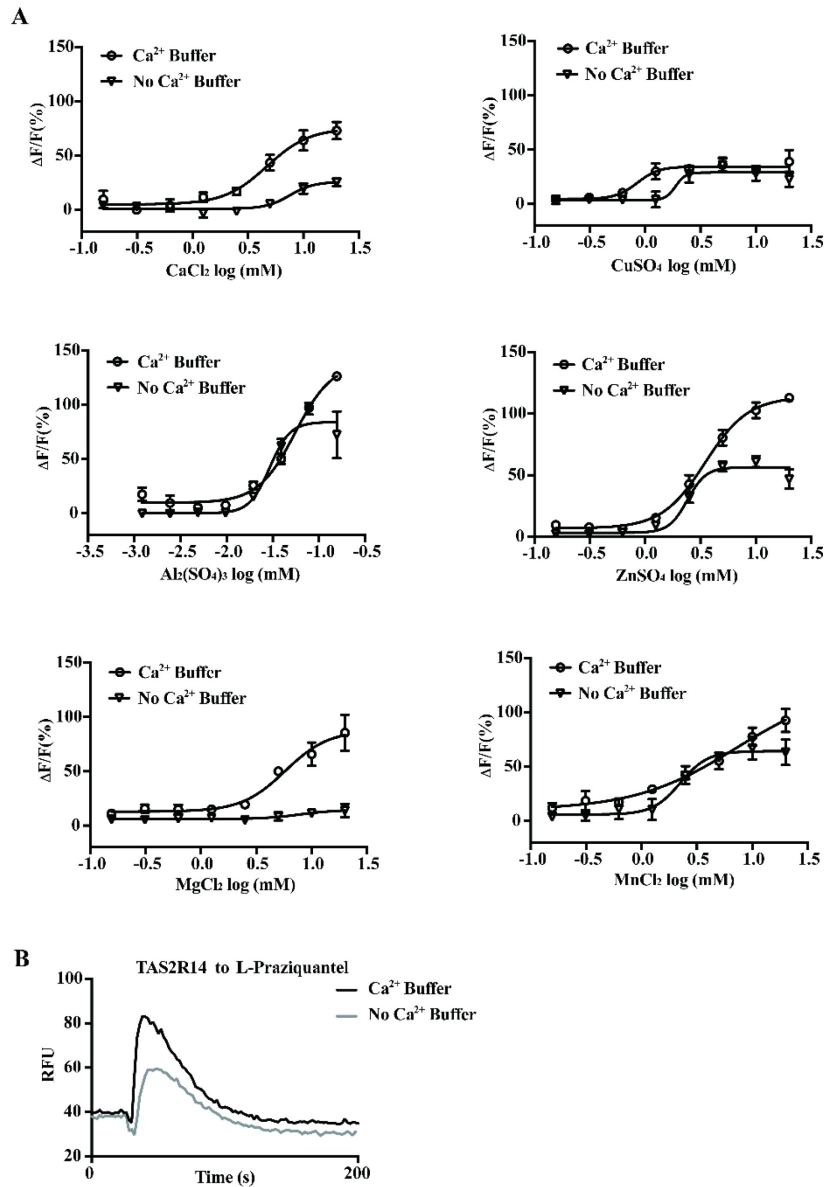 A
Ca²⁺ Buffer
No Ca²⁺ Buffer
150
100
50
0
ΔF/F(%)
-1.0 -0.5 0.0 0.5 1.0 1.5
CaCl₂ log (mM)
Ca²⁺ Buffer
No Ca²⁺ Buffer
150
100
50
0
ΔF/F(%)
-1.0 -0.5 0.0 0.5 1.0 1.5
CuSO₄ log (mM)
Ca²⁺ Buffer
No Ca²⁺ Buffer
150
100
50
0
ΔF/F(%)
-3.5 -3.0 -2.5 -2.0 -1.5 -1.0 -0.5
Al₂(SO₄)₃ log (mM)
Ca²⁺ Buffer
No Ca²⁺ Buffer
150
100
50
0
ΔF/F(%)
-1.0 -0.5 0.0 0.5 1.0 1.5
ZnSO₄ log (mM)
Ca²⁺ Buffer
No Ca²⁺ Buffer
150
100
50
0
ΔF/F(%)
-1.0 -0.5 0.0 0.5 1.0 1.5
MgCl₂ log (mM)
Ca²⁺ Buffer
No Ca²⁺ Buffer
150
100
50
0
ΔF/F(%)
-1.0 -0.5 0.0 0.5 1.0 1.5
MnCl₂ log (mM)
B
TAS2R14 to L-Praziquantel
Ca²⁺ Buffer
No Ca²⁺ Buffer
100
80
60
40
20
RFU
0 200
Time (s)